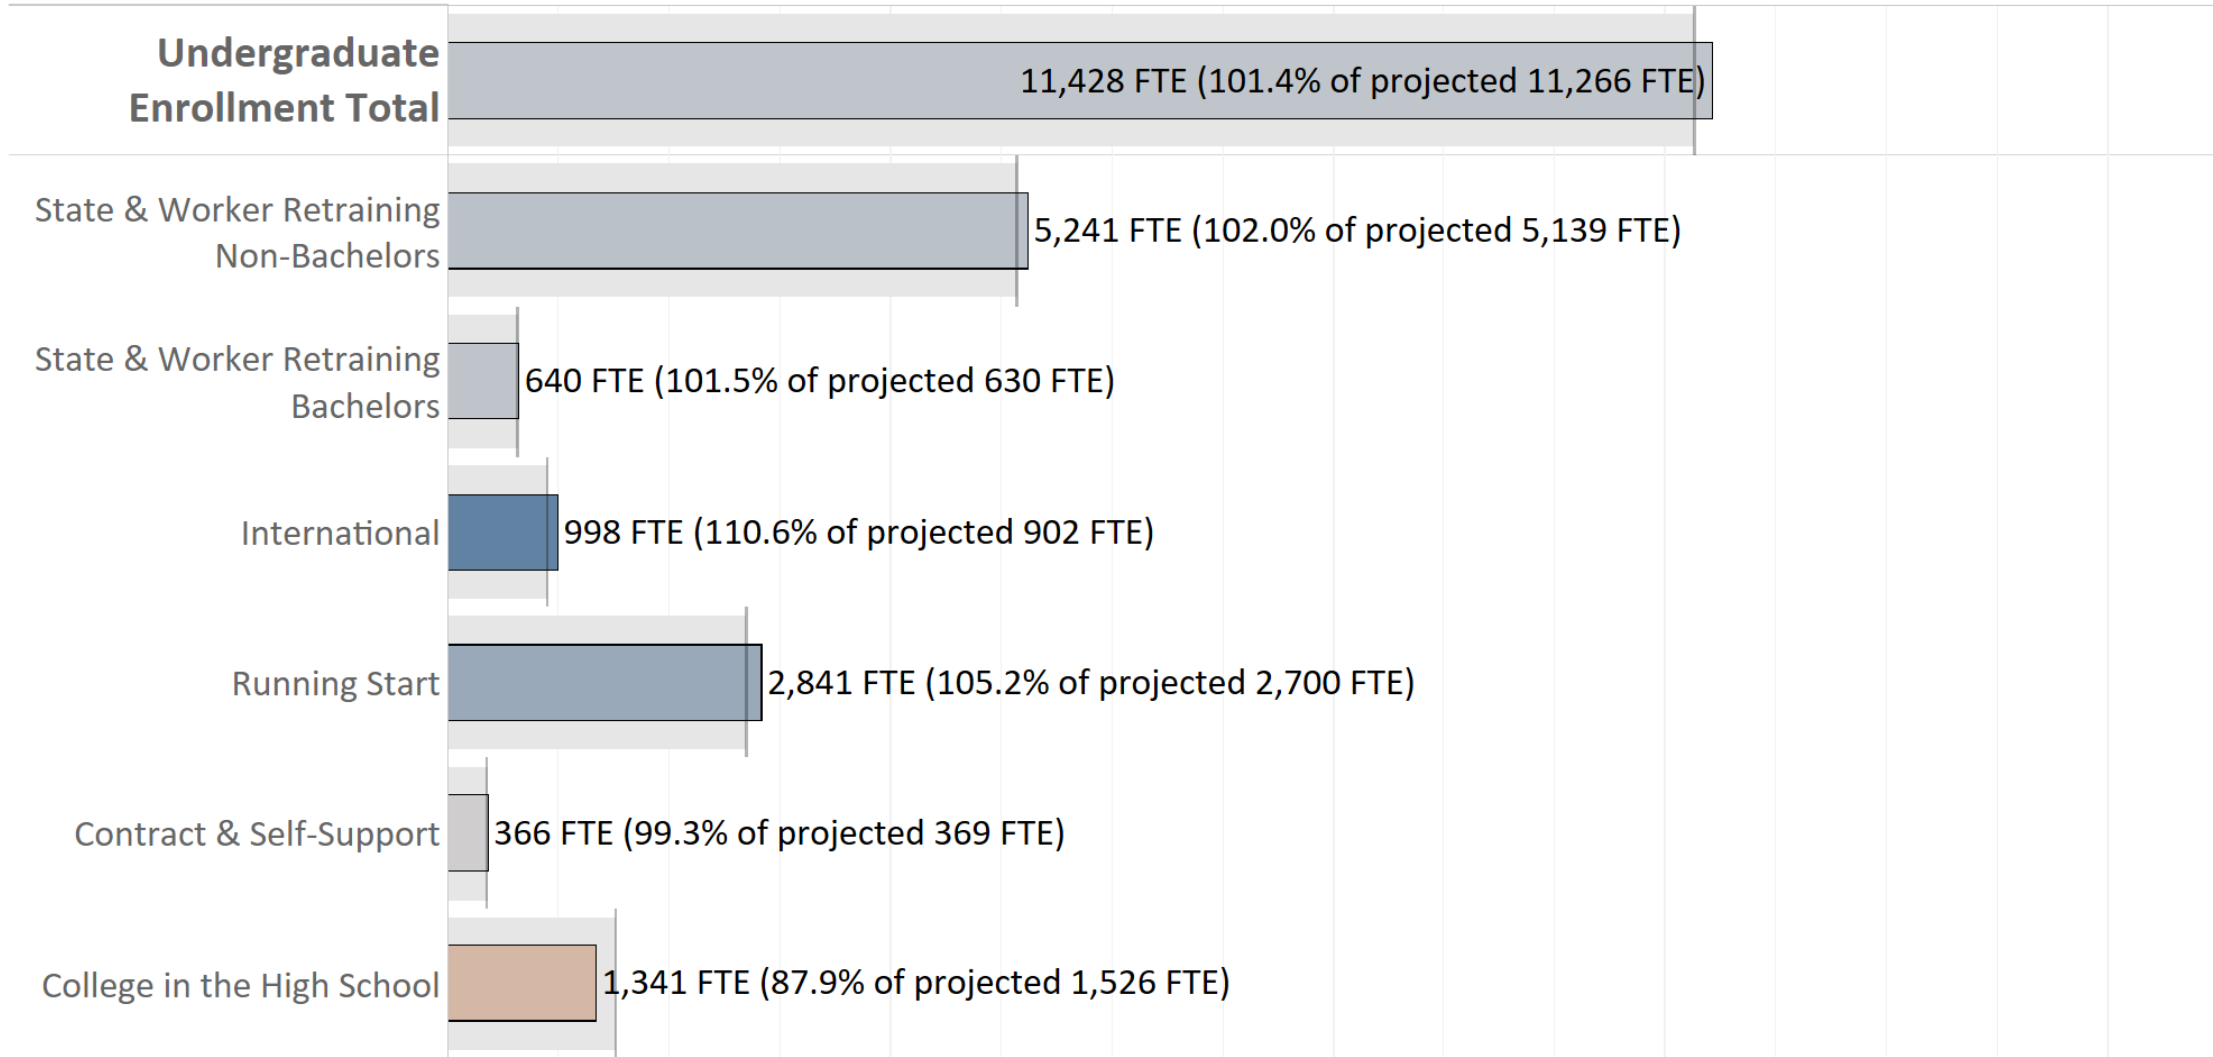 Undergraduate
Enrollment Total
11,428 FTE (101.4% of projected 11,266 FTE)
State & Worker Retraining
Non-Bachelors
5,241 FTE (102.0% of projected 5,139 FTE)
State & Worker Retraining
Bachelors
640 FTE (101.5% of projected 630 FTE)
International
998 FTE (110.6% of projected 902 FTE)
Running Start
2,841 FTE (105.2% of projected 2,700 FTE)
Contract & Self-Support
366 FTE (99.3% of projected 369 FTE)
College in the High School
1,341 FTE (87.9% of projected 1,526 FTE)